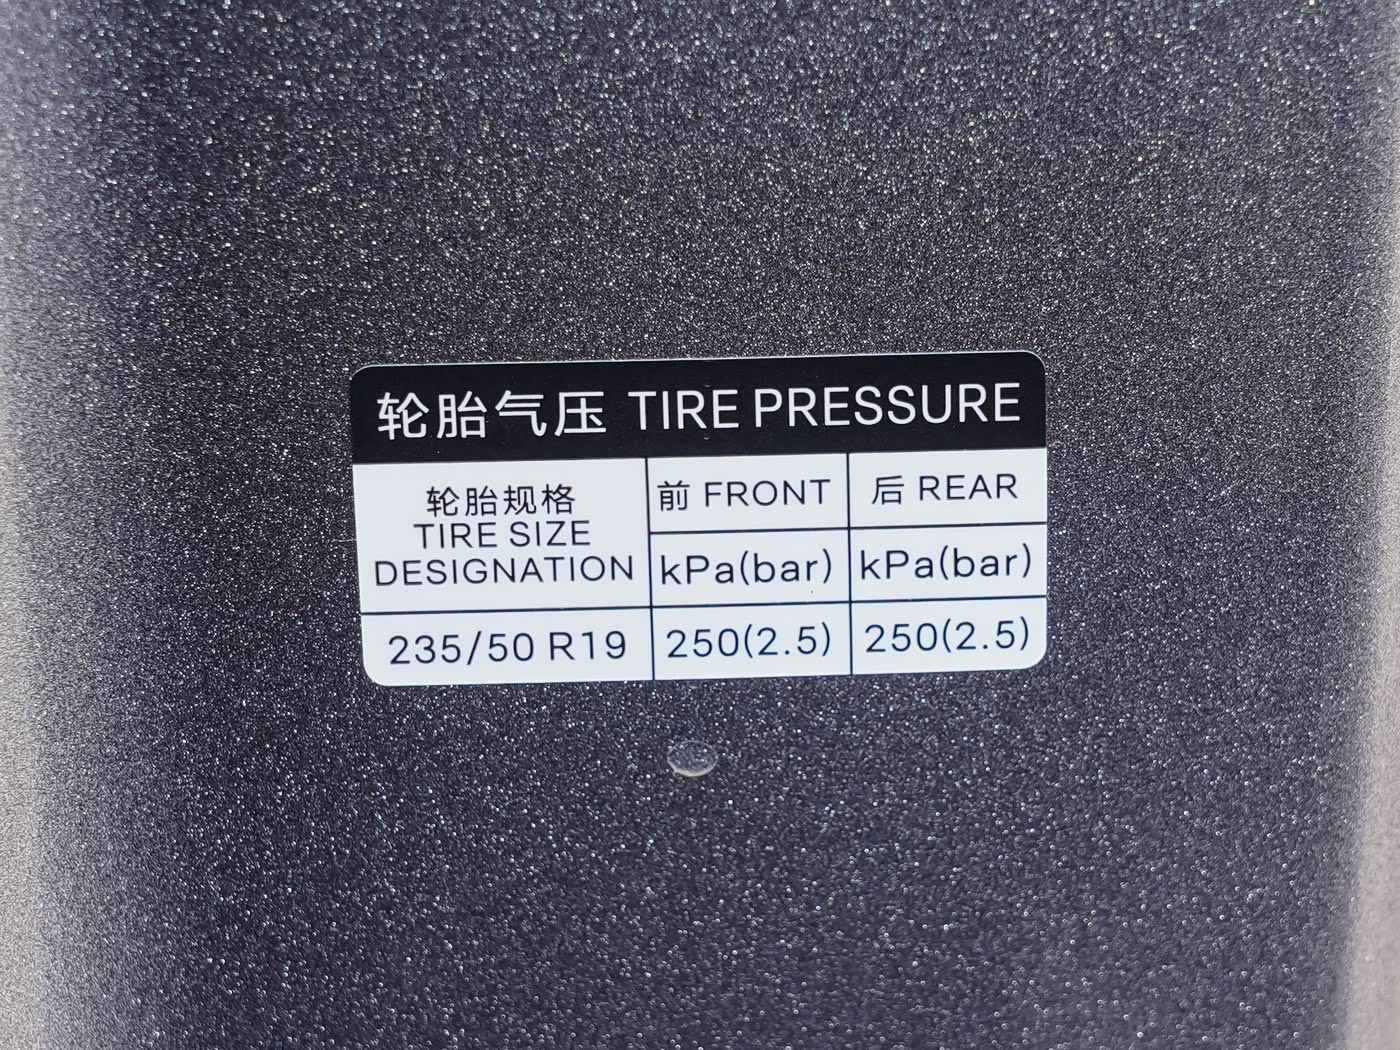 轮胎气压 TIRE PRESSURE
轮胎规格
TIRE SIZE
DESIGNATION
前 FRONT
后 REAR
kPa(bar)
kPa(bar)
235/50 R19
250(2.5)
250(2.5)